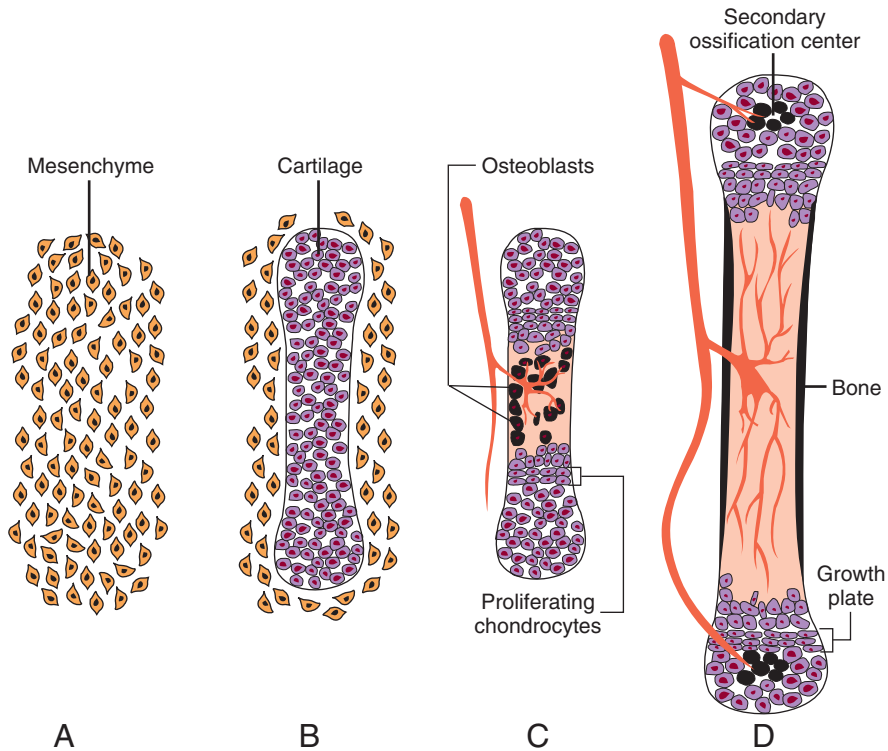 Secondary
ossification center
Mesenchyme
Cartilage
Osteoblasts
Bone
Growth
plate
Proliferating
chondrocytes
A
B
C
D